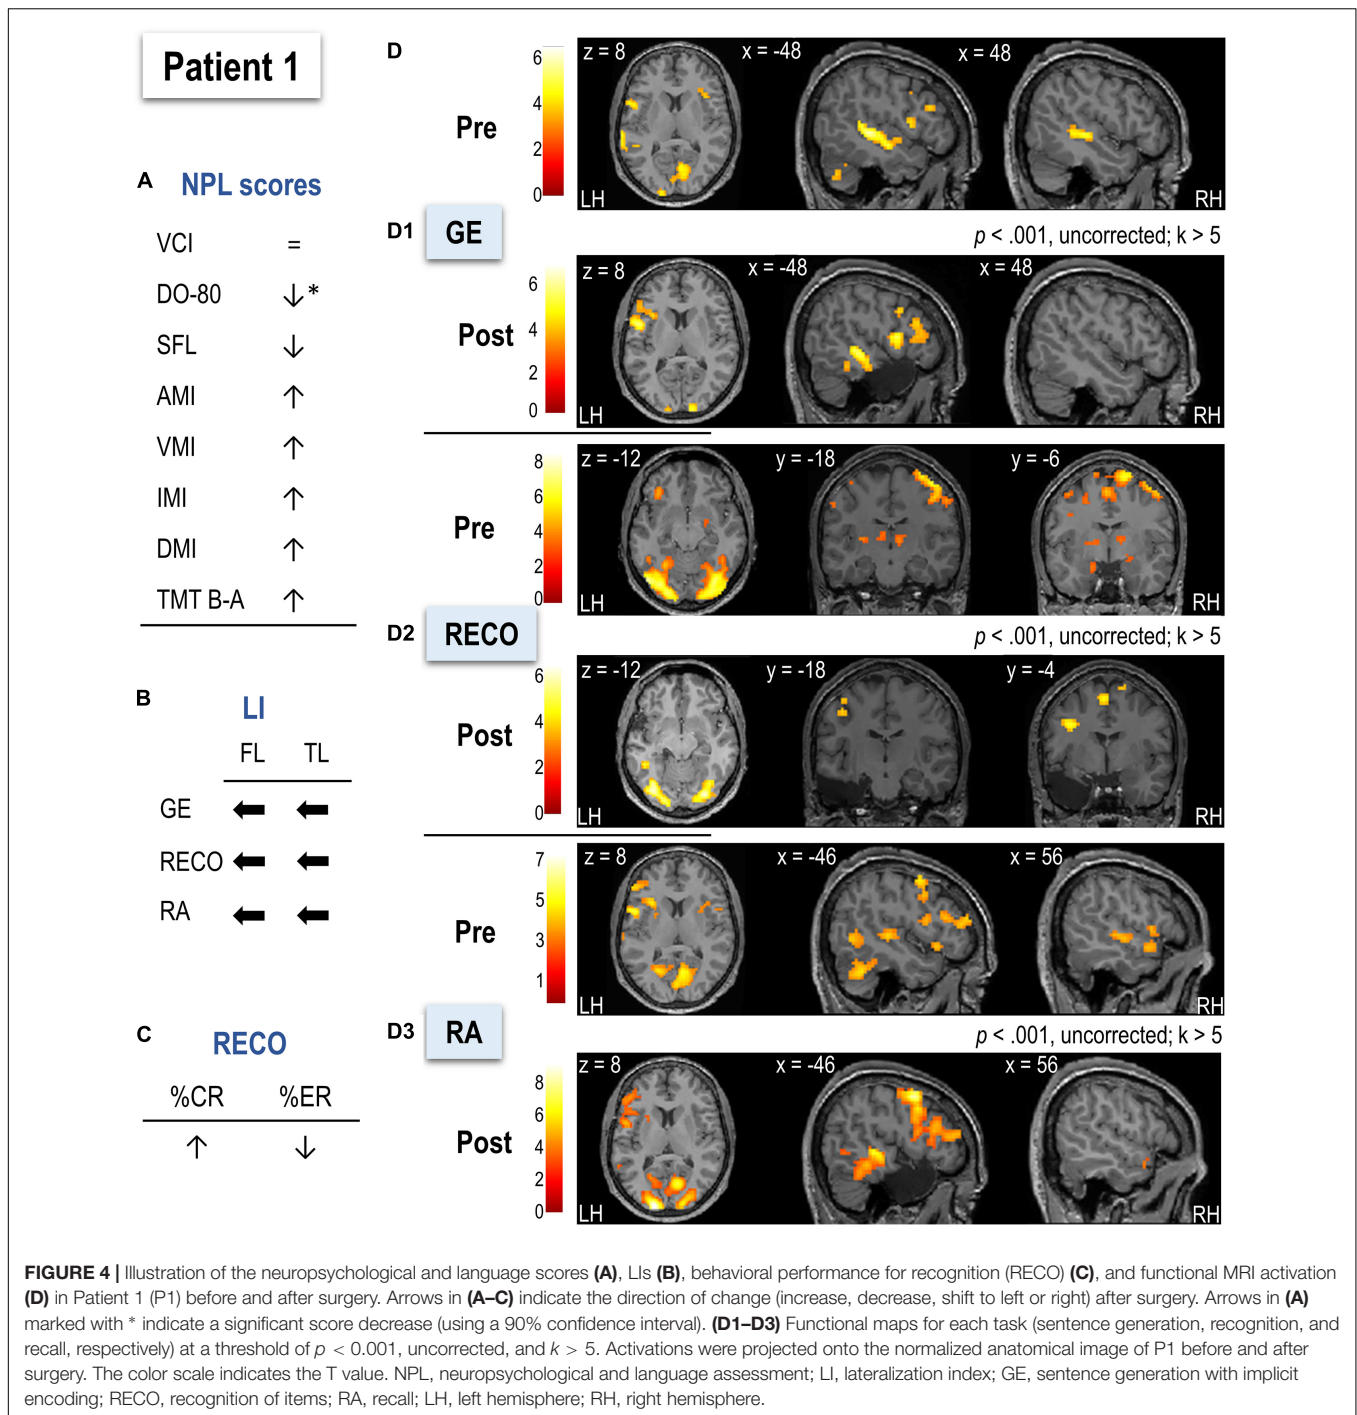 Patient 1
A NPL scores
VCI =
DO-80 ↓*
SFL ↓
AMI ↑
VMI ↑
IMI ↑
DMI ↑
TMT B-A ↑
B LI
FL TL
GE ← ←
RECO ← ←
RA ← ←
C RECO
%CR %ER
↑ ↓
D
Pre
6
4
2
0
z = 8 x = -48 x = 48
LH RH
D1 GE
p < .001, uncorrected; k > 5
Post
6
4
2
0
z = 8 x = -48 x = 48
LH RH
Pre
8
6
4
2
0
z = -12 y = -18 y = -6
LH RH
D2 RECO
p < .001, uncorrected; k > 5
Post
6
4
2
0
z = -12 y = -18 y = -4
LH RH
Pre
7
5
3
1
z = 8 x = -46 x = 56
LH RH
D3 RA
p < .001, uncorrected; k > 5
Post
8
6
4
2
0
z = 8 x = -46 x = 56
LH RH
FIGURE 4 | Illustration of the neuropsychological and language scores (A), LIs (B), behavioral performance for recognition (RECO) (C), and functional MRI activation
(D) in Patient 1 (P1) before and after surgery. Arrows in (A–C) indicate the direction of change (increase, decrease, shift to left or right) after surgery. Arrows in (A)
marked with * indicate a significant score decrease (using a 90% confidence interval). (D1–D3) Functional maps for each task (sentence generation, recognition, and
recall, respectively) at a threshold of p < 0.001, uncorrected, and k > 5. Activations were projected onto the normalized anatomical image of P1 before and after
surgery. The color scale indicates the T value. NPL, neuropsychological and language assessment; LI, lateralization index; GE, sentence generation with implicit
encoding; RECO, recognition of items; RA, recall; LH, left hemisphere; RH, right hemisphere.